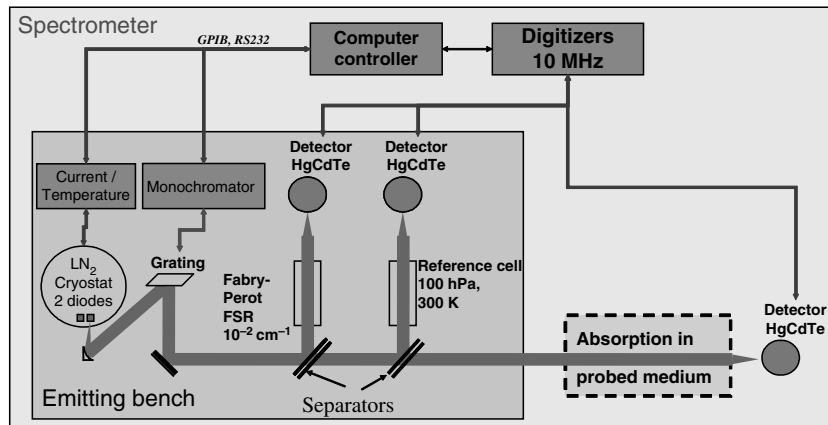 Spectrometer
GPIB, RS232
Computer
controller
Digitizers
10 MHz
Detector
HgCdTe
Detector
HgCdTe
Current /
Temperature
Monochromator
LN2
Cryostat
2 diodes
Grating
Fabry-
Perot
FSR
10–2 cm–1
Reference cell
100 hPa,
300 K
Detector
HgCdTe
Absorption in
probed medium
Emitting bench
Separators